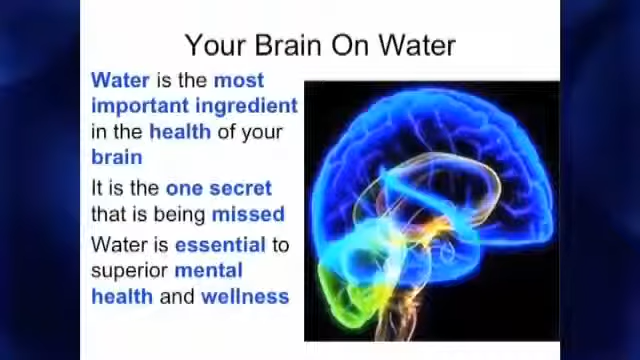 Your Brain On Water
Water is the most
important ingredient
in the health of your
brain
It is the one secret
that is being missed
Water is essential to
superior mental
health and wellness